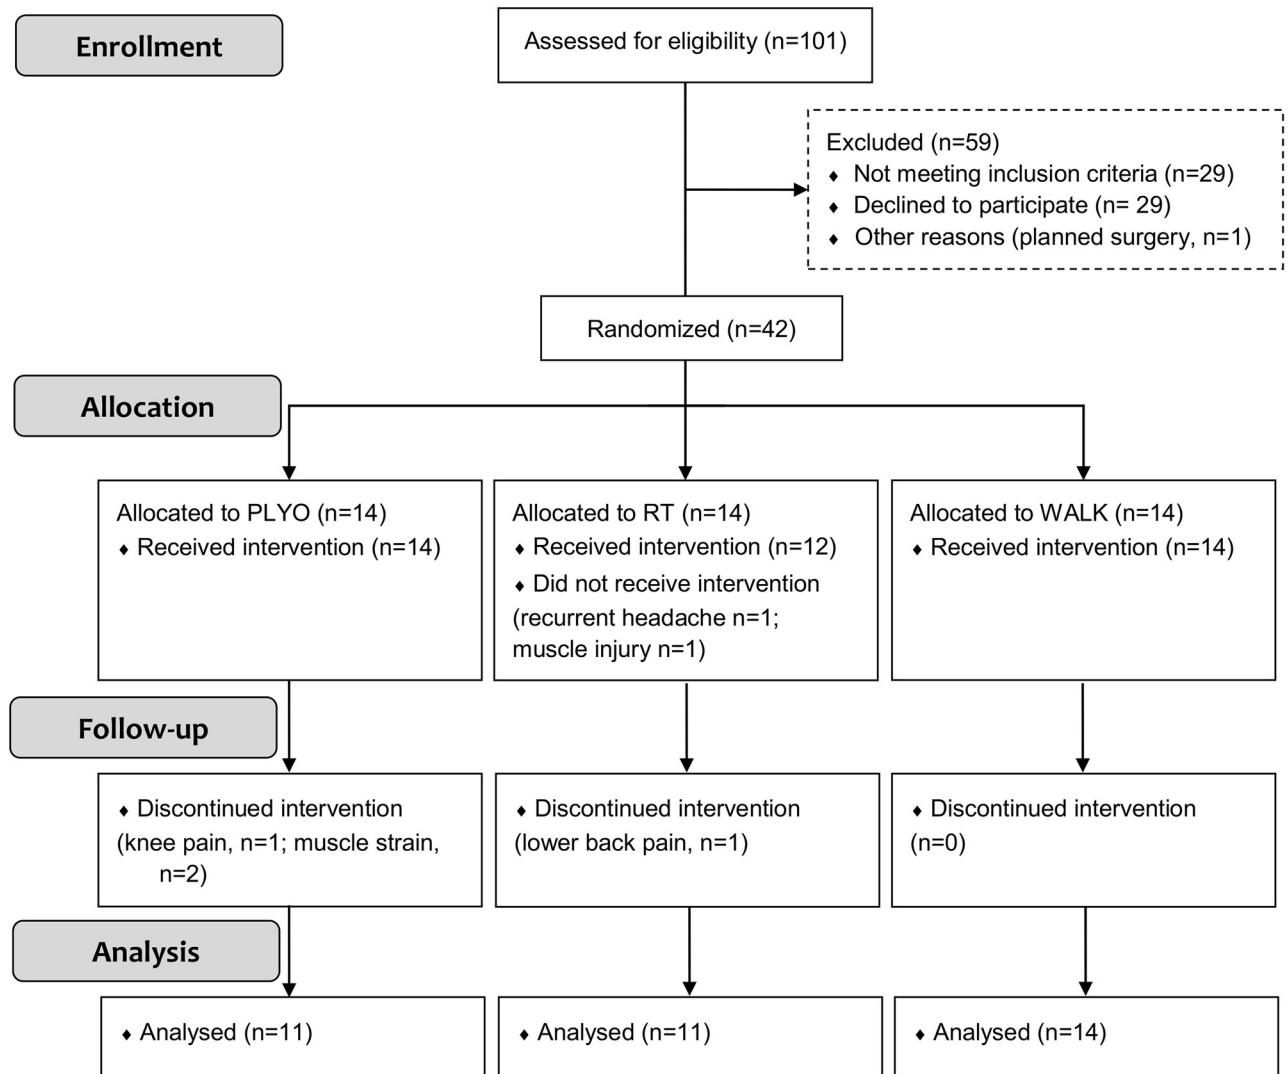 Enrollment
Assessed for eligibility (n=101)
Excluded (n=59)
♦ Not meeting inclusion criteria (n=29)
♦ Declined to participate (n= 29)
♦ Other reasons (planned surgery, n=1)
Randomized (n=42)
Allocation
Allocated to PLYO (n=14)
♦ Received intervention (n=14)
Allocated to RT (n=14)
♦ Received intervention (n=12)
♦ Did not receive intervention
(recurrent headache n=1;
muscle injury n=1)
Allocated to WALK (n=14)
♦ Received intervention (n=14)
Follow-up
♦ Discontinued intervention
(knee pain, n=1; muscle strain,
n=2)
♦ Discontinued intervention
(lower back pain, n=1)
♦ Discontinued intervention
(n=0)
Analysis
♦ Analysed (n=11)
♦ Analysed (n=11)
♦ Analysed (n=14)